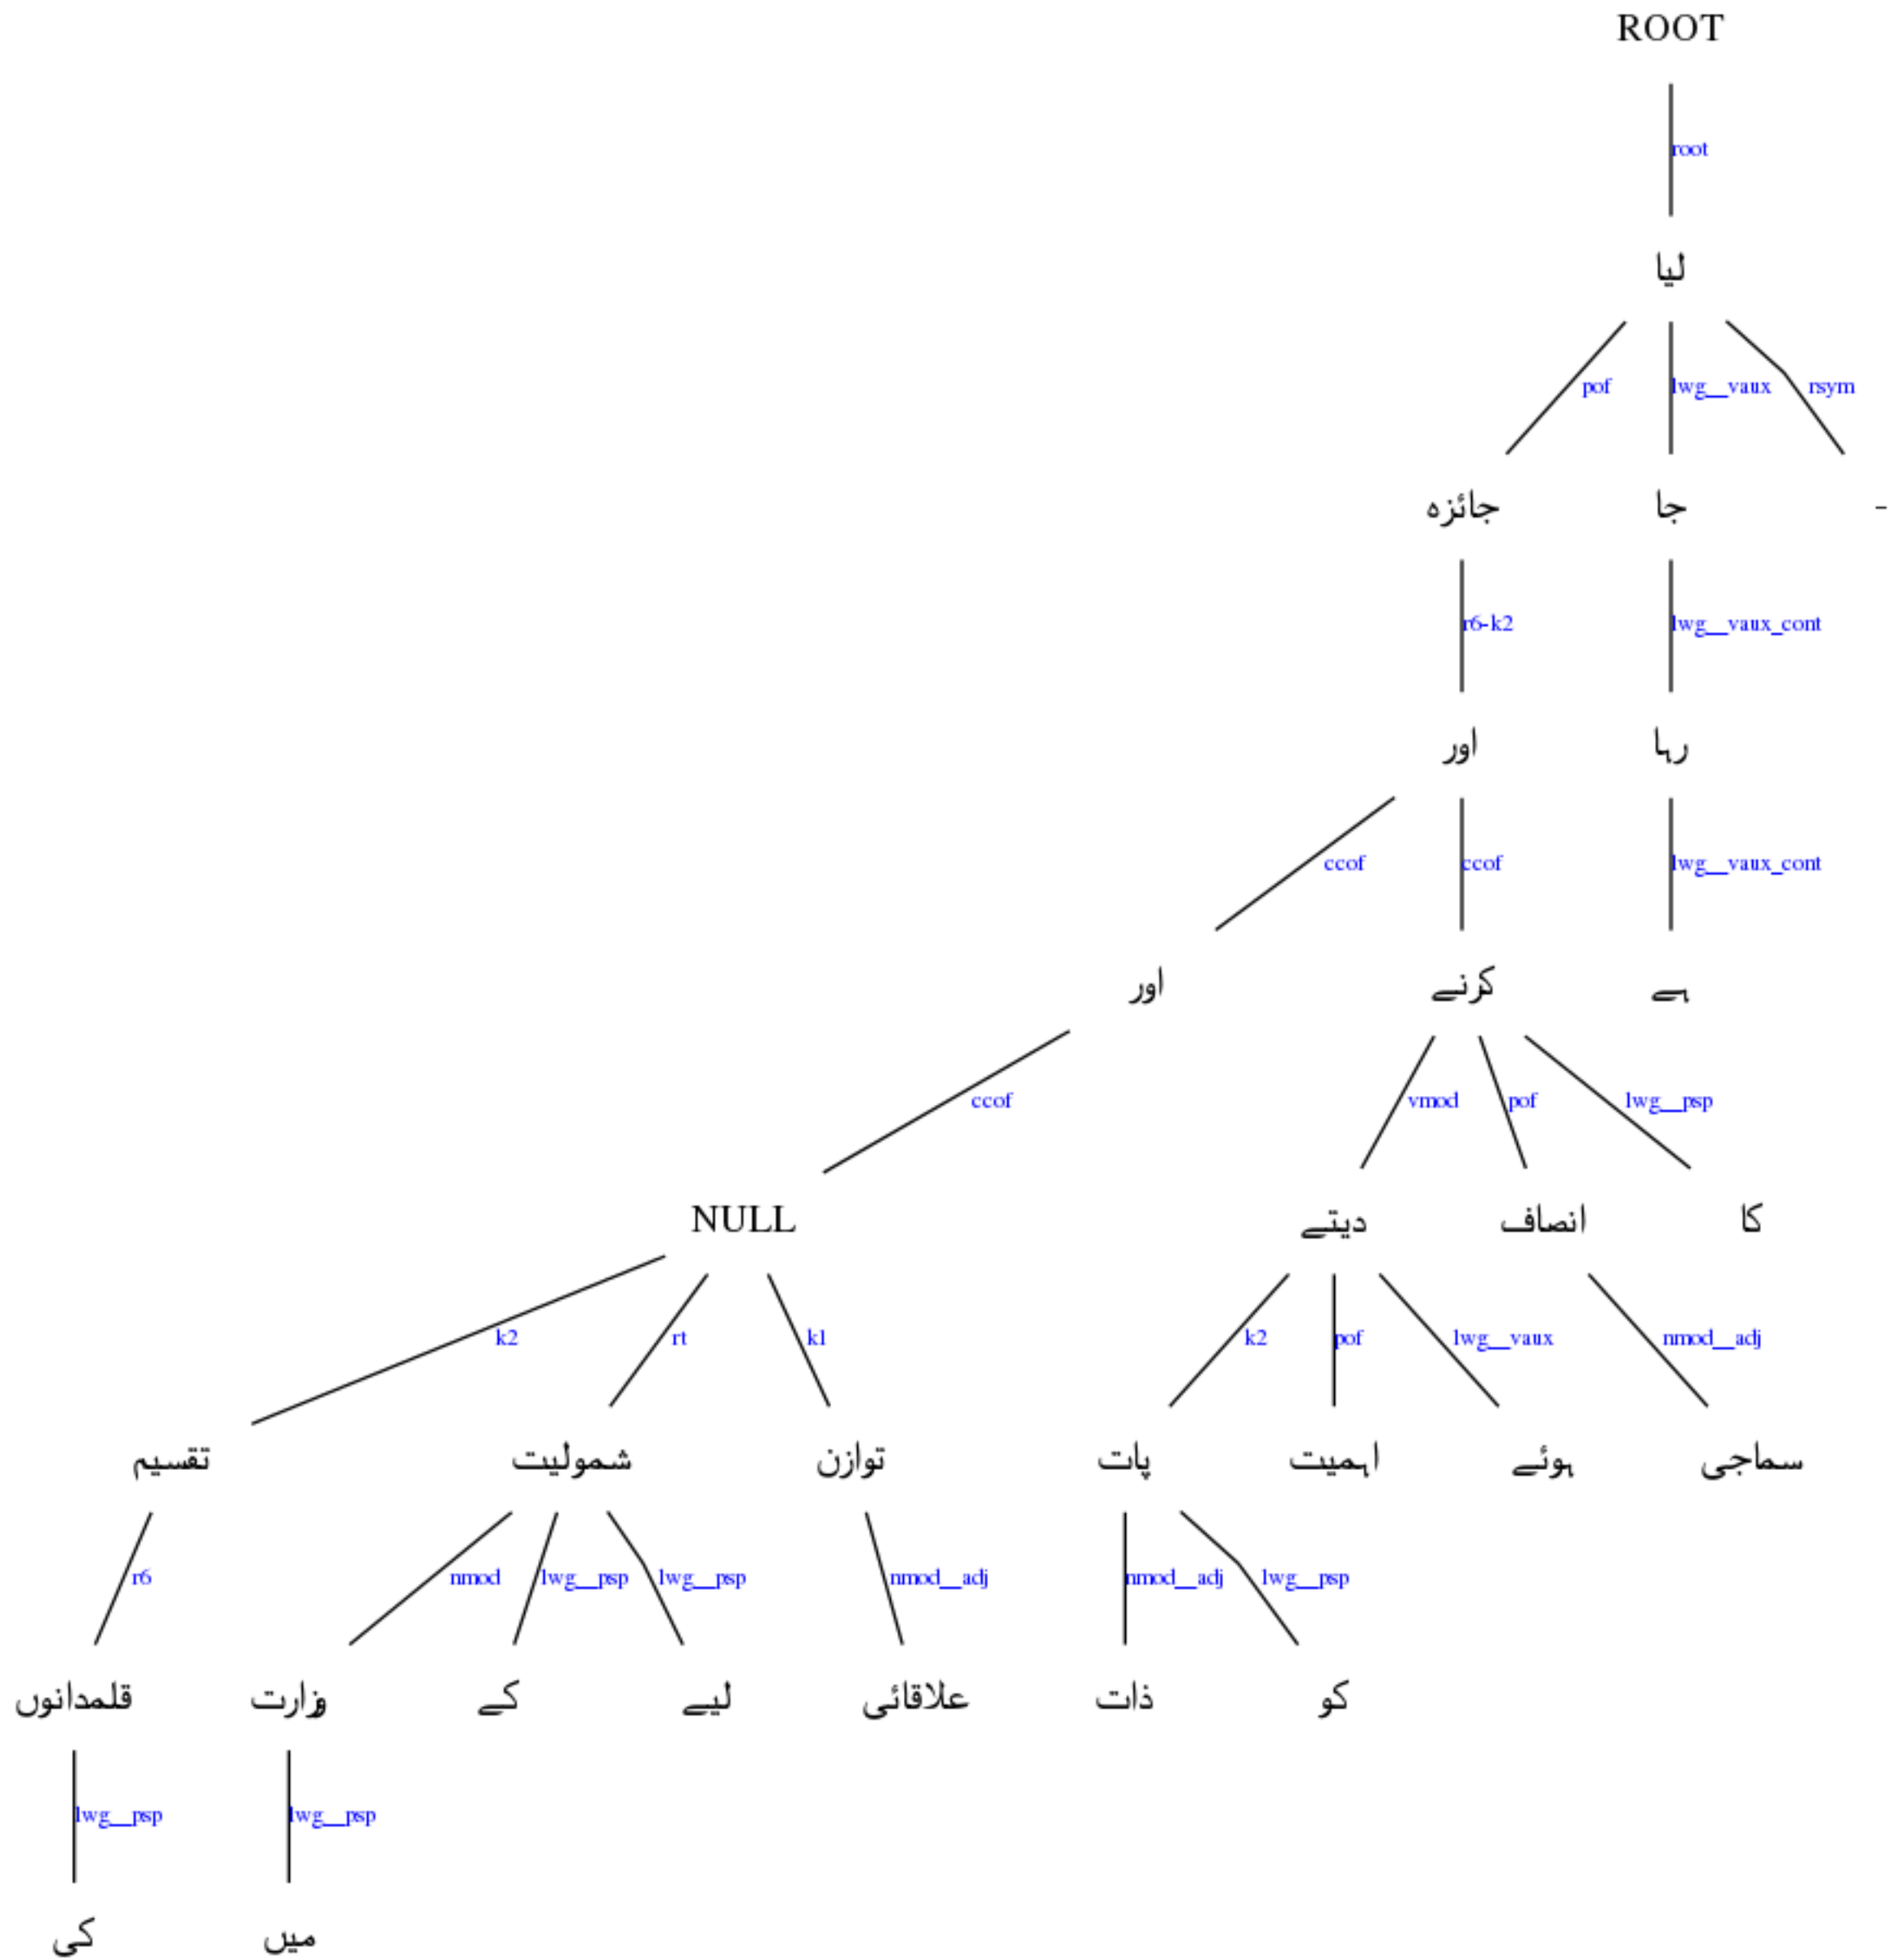 ROOT
root
لیا
pof lwg__vaux rsym
جائزہ جا -
r6-k2 lwg__vaux_cont
اور رہا
ccof ccof lwg__vaux_cont
اور کرنے ہے
ccof vmod pof lwg__psp
NULL دیتے انصاف کا
k2 rt k1 k2 pof lwg__vaux nmod__adj
تقسیم شمولیت توازن پات اہمیت ہوئے سماجی
r6 nmod lwg__psp lwg__psp nmod__adj nmod__adj lwg__psp
قلمدانوں وزارت کے لیے علاقائی ذات کو
lwg__psp lwg__psp
کی میں